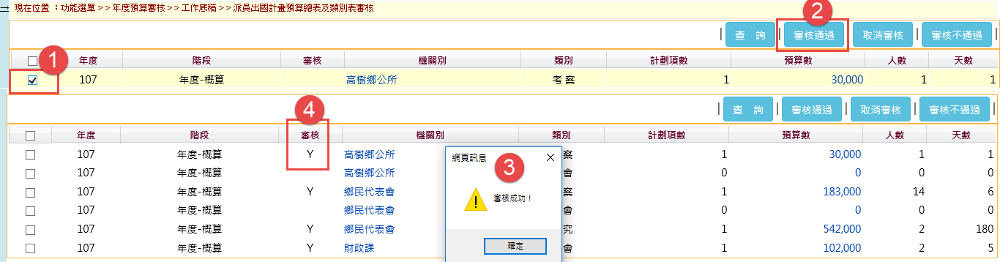 現在位置 ：功能選單 >> 年度預算審核 >> 工作底稿 >> 派員出國計畫預算總表及類別表審核
2
| 查 詢 | 審核通過 取消審核 | 審核不通過 |
1
年度 階段 審核 機關別 類別 計劃項數 預算數 人數 天數
107 年度-概算 高樹鄉公所 考 察 1 30,000 1 1
4
| 查 詢 | 審核通過 | 取消審核 | 審核不通過 |
年度 階段 審核 機關別 類別 計劃項數 預算數 人數 天數
107 年度-概算 Y 高樹鄉公所 察 1 30,000 1 1
107 年度-概算 高樹鄉公所 會 0 0 0 0
107 年度-概算 Y 鄉民代表會 察 1 183,000 14 6
107 年度-概算 鄉民代表會 會 0 0 0 0
107 年度-概算 Y 鄉民代表會 究 1 542,000 2 180
107 年度-概算 Y 財政課 會 1 102,000 2 5
網頁訊息
3
審核成功！
確定